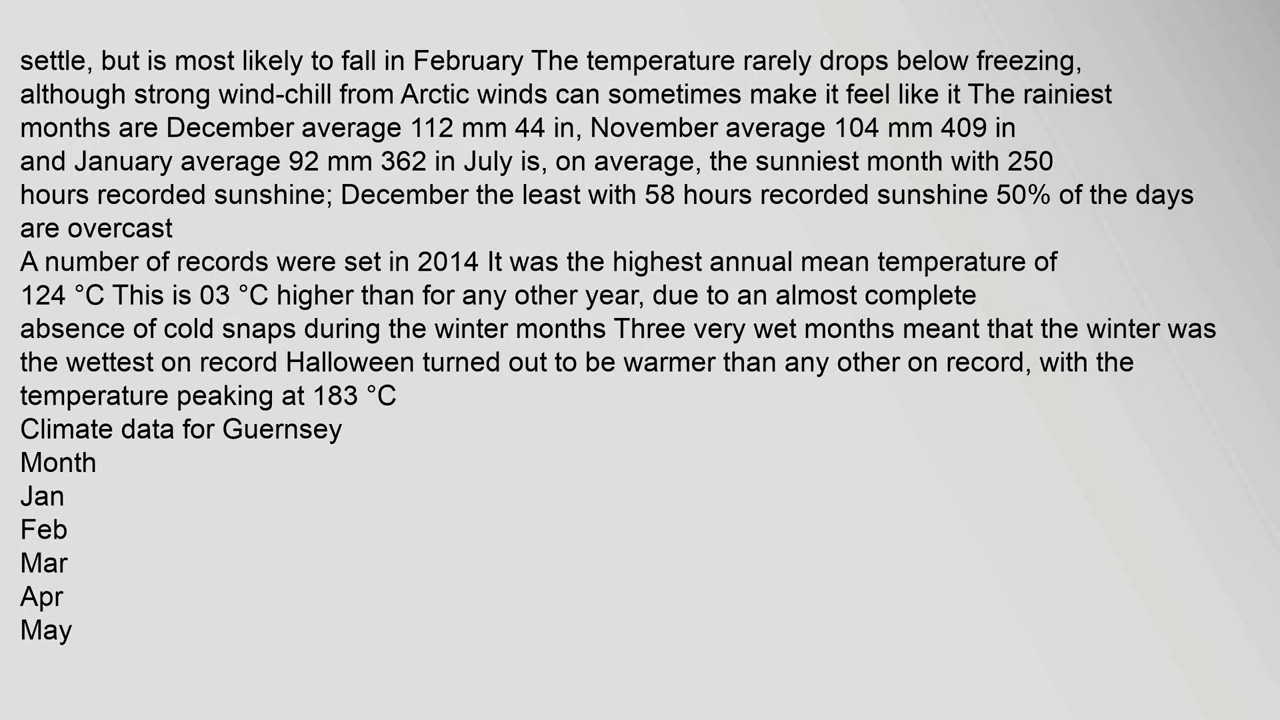 settle, but is most likely to fall in February The temperature rarely drops below freezing,
although strong wind-chill from Arctic winds can sometimes make it feel like it The rainiest
months are December average 112 mm 44 in, November average 104 mm 409 in
and January average 92 mm 362 in July is, on average, the sunniest month with 250
hours recorded sunshine; December the least with 58 hours recorded sunshine 50% of the days
are overcast
A number of records were set in 2014 It was the highest annual mean temperature of
124 °C This is 03 °C higher than for any other year, due to an almost complete
absence of cold snaps during the winter months Three very wet months meant that the winter was
the wettest on record Halloween turned out to be warmer than any other on record, with the
temperature peaking at 183 °C
Climate data for Guernsey
Month
Jan
Feb
Mar
Apr
May